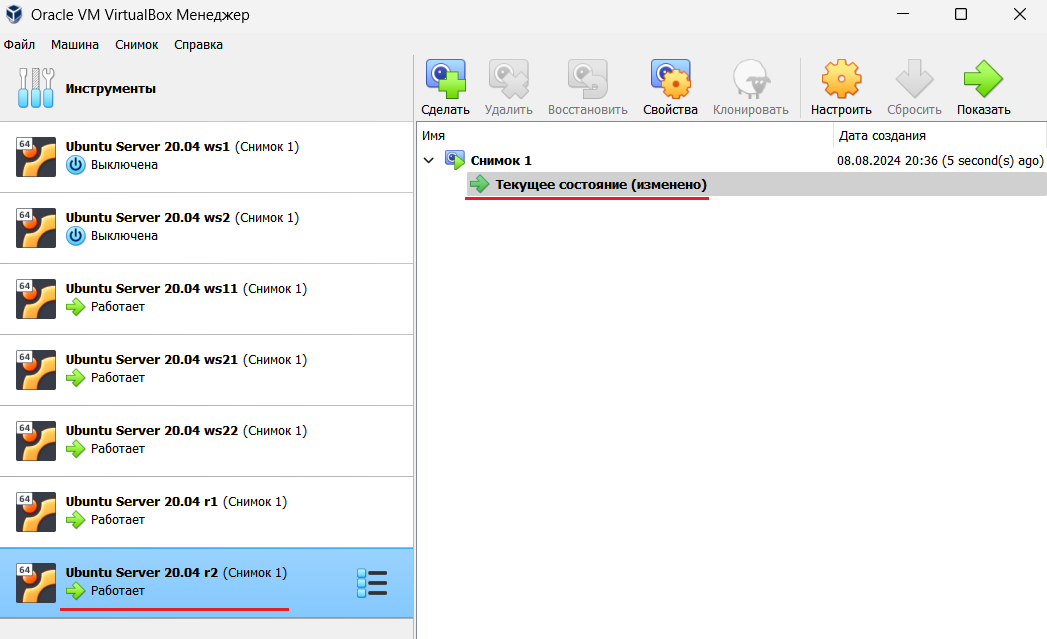 Oracle VM VirtualBox Менеджер
Файл Машина Снимок Справка
Инструменты
Сделать Удалить Восстановить Свойства Клонировать Настроить Сбросить Показать
64 Ubuntu Server 20.04 ws1 (Снимок 1)
Выключена
64 Ubuntu Server 20.04 ws2 (Снимок 1)
Выключена
64 Ubuntu Server 20.04 ws11 (Снимок 1)
Работает
64 Ubuntu Server 20.04 ws21 (Снимок 1)
Работает
64 Ubuntu Server 20.04 ws22 (Снимок 1)
Работает
64 Ubuntu Server 20.04 r1 (Снимок 1)
Работает
64 Ubuntu Server 20.04 r2 (Снимок 1)
Работает
Имя Дата создания
Снимок 1 08.08.2024 20:36 (5 second(s) ago)
Текущее состояние (изменено)